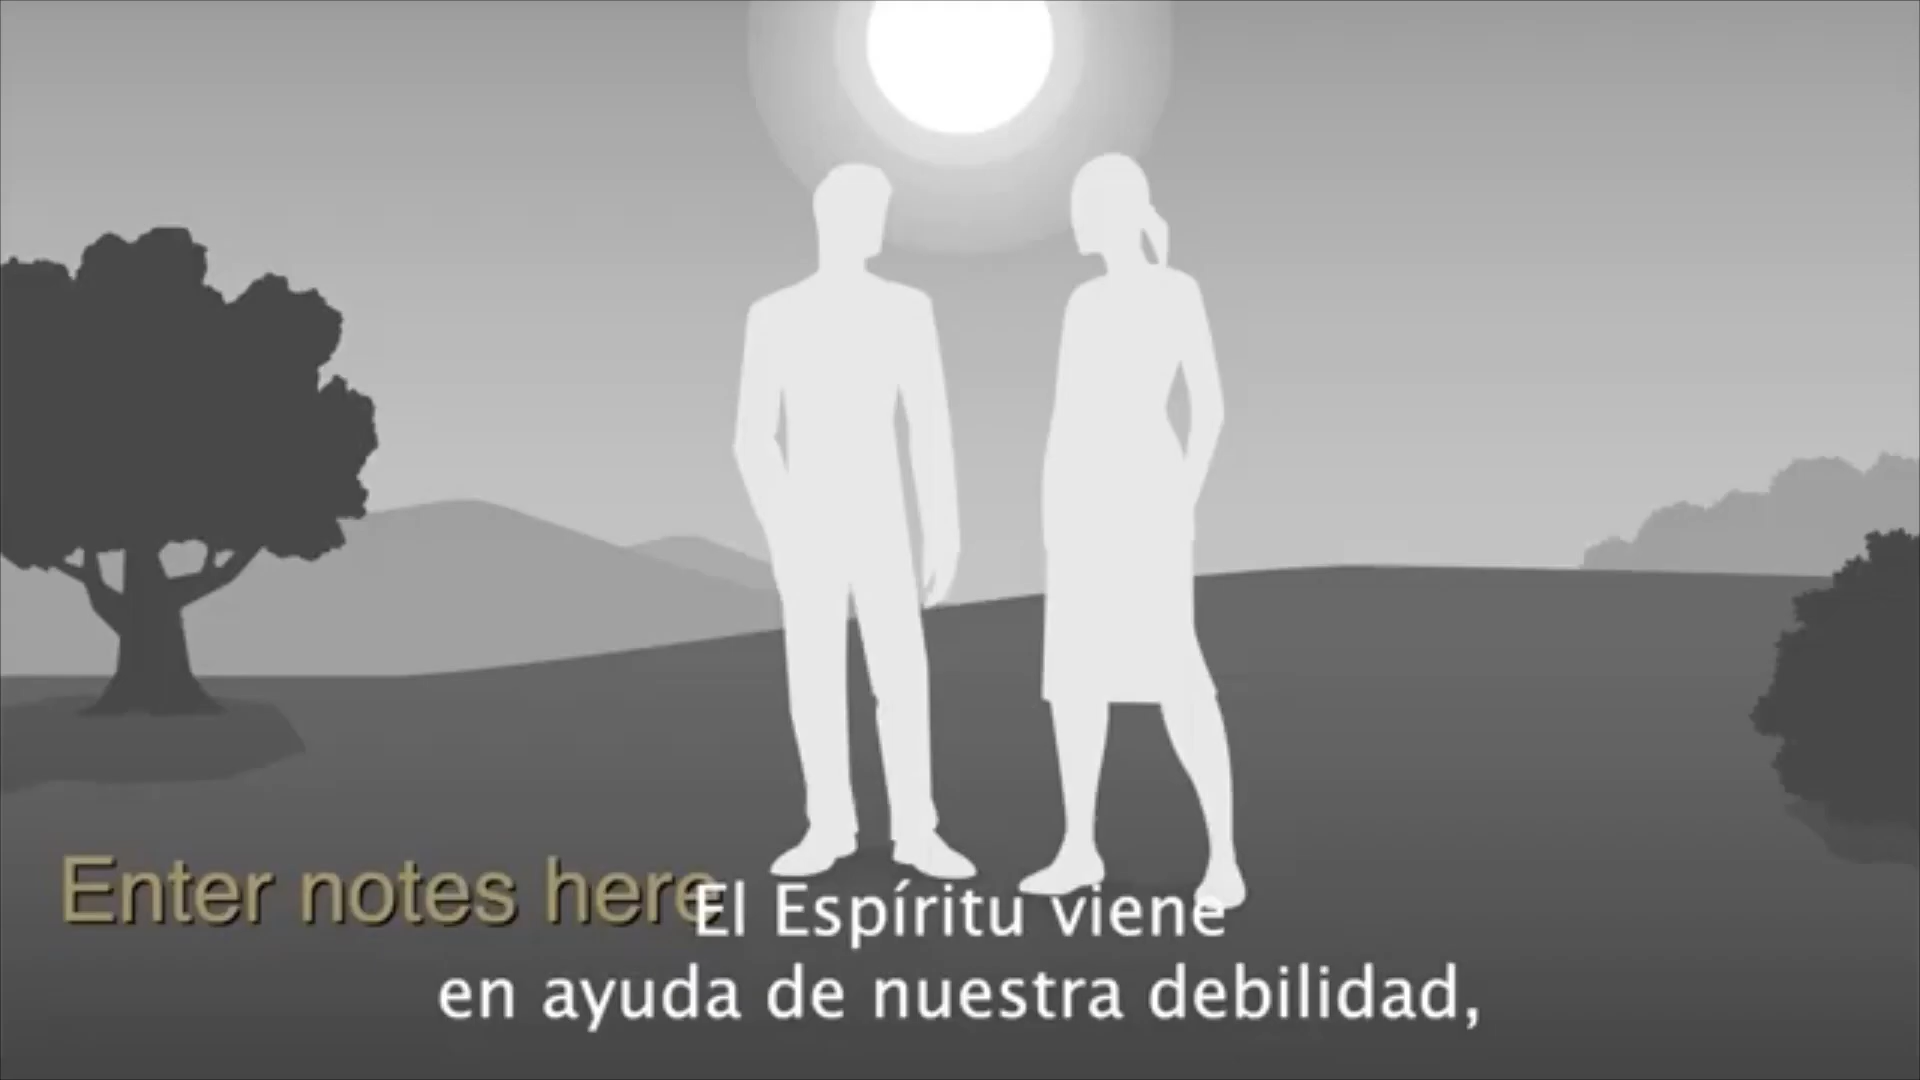 Enter notes here
El Espíritu viene
en ayuda de nuestra debilidad,